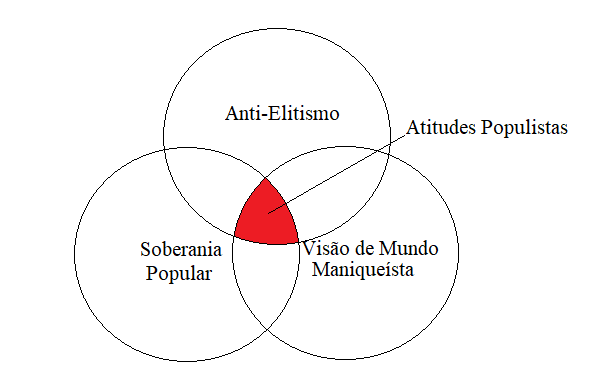 Anti-Elitismo
Atitudes Populistas
Soberania
Popular
Visão de Mundo
Maniqueísta